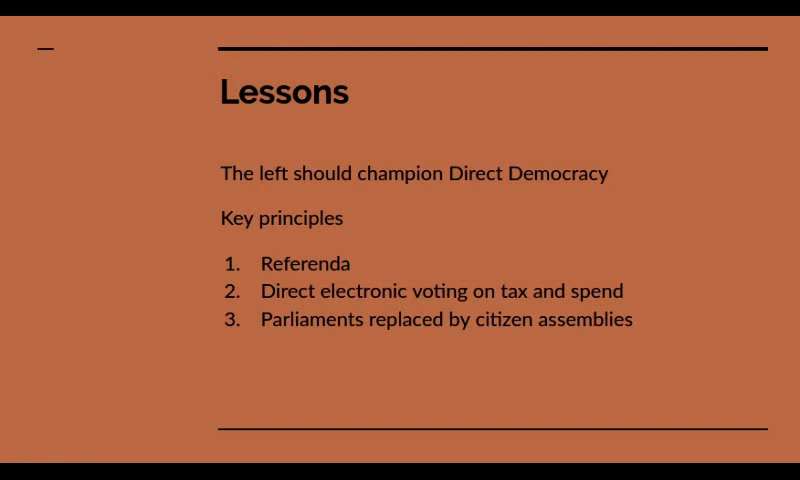 Lessons
The left should champion Direct Democracy
Key principles
1. Referenda
2. Direct electronic voting on tax and spend
3. Parliaments replaced by citizen assemblies